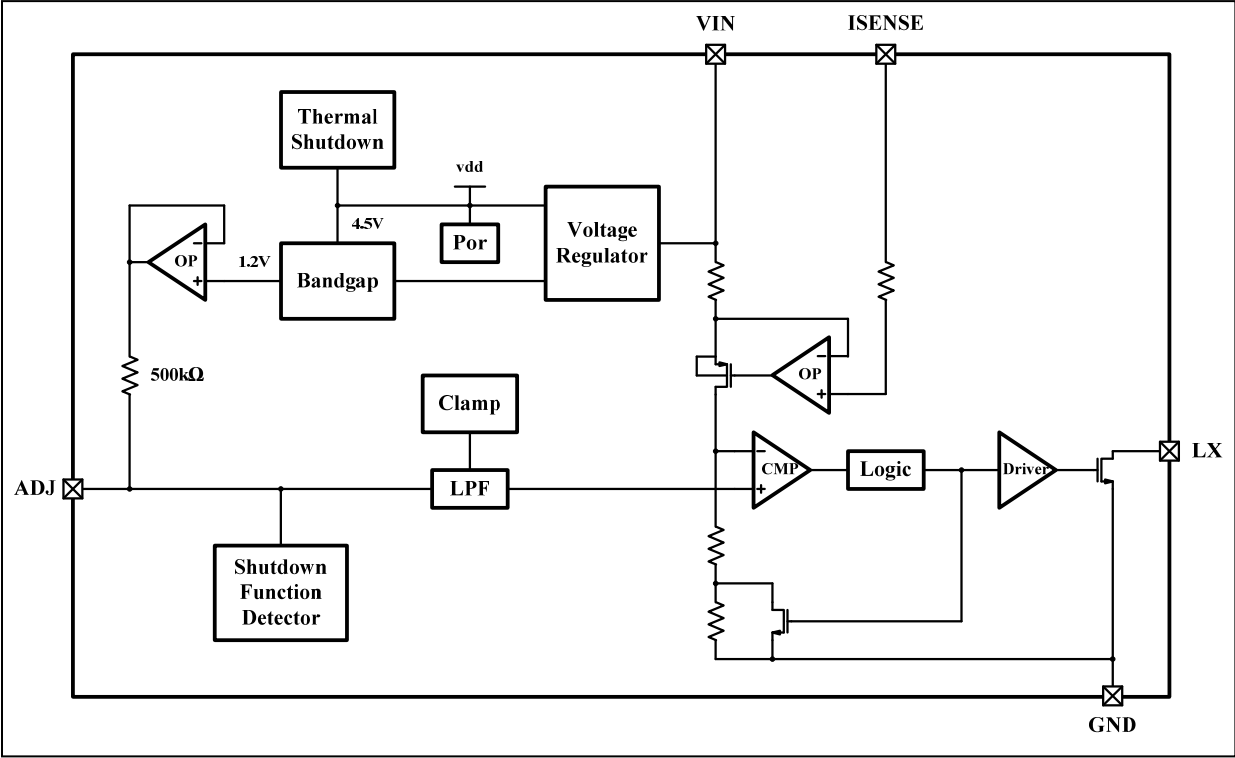 VIN
ISENSE
Thermal
Shutdown
vdd
4.5V
Por
Voltage
Regulator
OP
−
+
1.2V
Bandgap
500kΩ
OP
−
+
Clamp
ADJ
LPF
−
+
CMP
Logic
Driver
LX
Shutdown
Function
Detector
GND